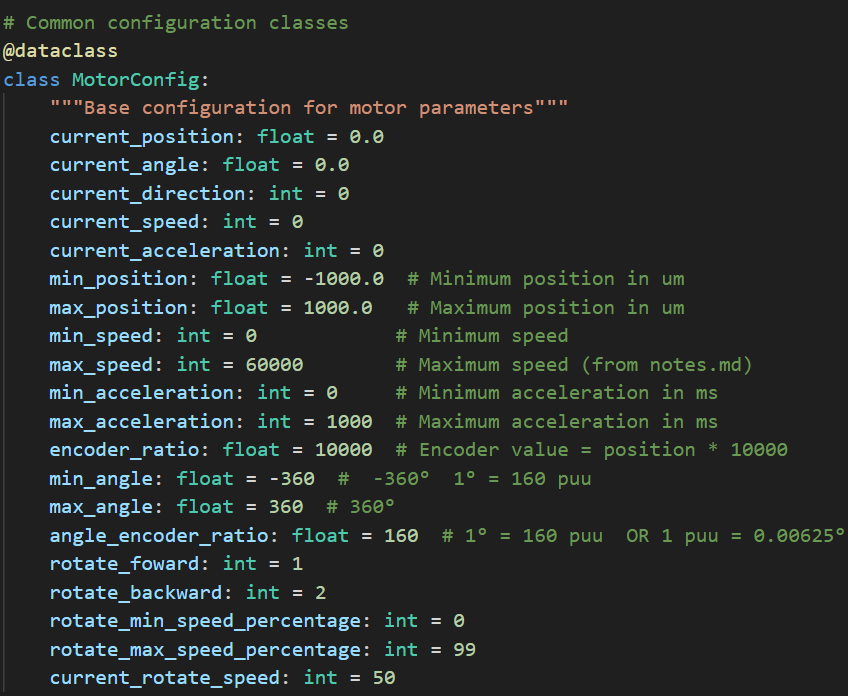 # Common configuration classes
@dataclass
class MotorConfig:
    """Base configuration for motor parameters"""
    current_position: float = 0.0
    current_angle: float = 0.0
    current_direction: int = 0
    current_speed: int = 0
    current_acceleration: int = 0
    min_position: float = -1000.0  # Minimum position in um
    max_position: float = 1000.0   # Maximum position in um
    min_speed: int = 0            # Minimum speed
    max_speed: int = 60000        # Maximum speed (from notes.md)
    min_acceleration: int = 0     # Minimum acceleration in ms
    max_acceleration: int = 1000  # Maximum acceleration in ms
    encoder_ratio: float = 10000  # Encoder value = position * 10000
    min_angle: float = -360  #  -360°  1° = 160 puu
    max_angle: float = 360  # 360°
    angle_encoder_ratio: float = 160  # 1° = 160 puu  OR 1 puu = 0.00625°
    rotate_foward: int = 1
    rotate_backward: int = 2
    rotate_min_speed_percentage: int = 0
    rotate_max_speed_percentage: int = 99
    current_rotate_speed: int = 50